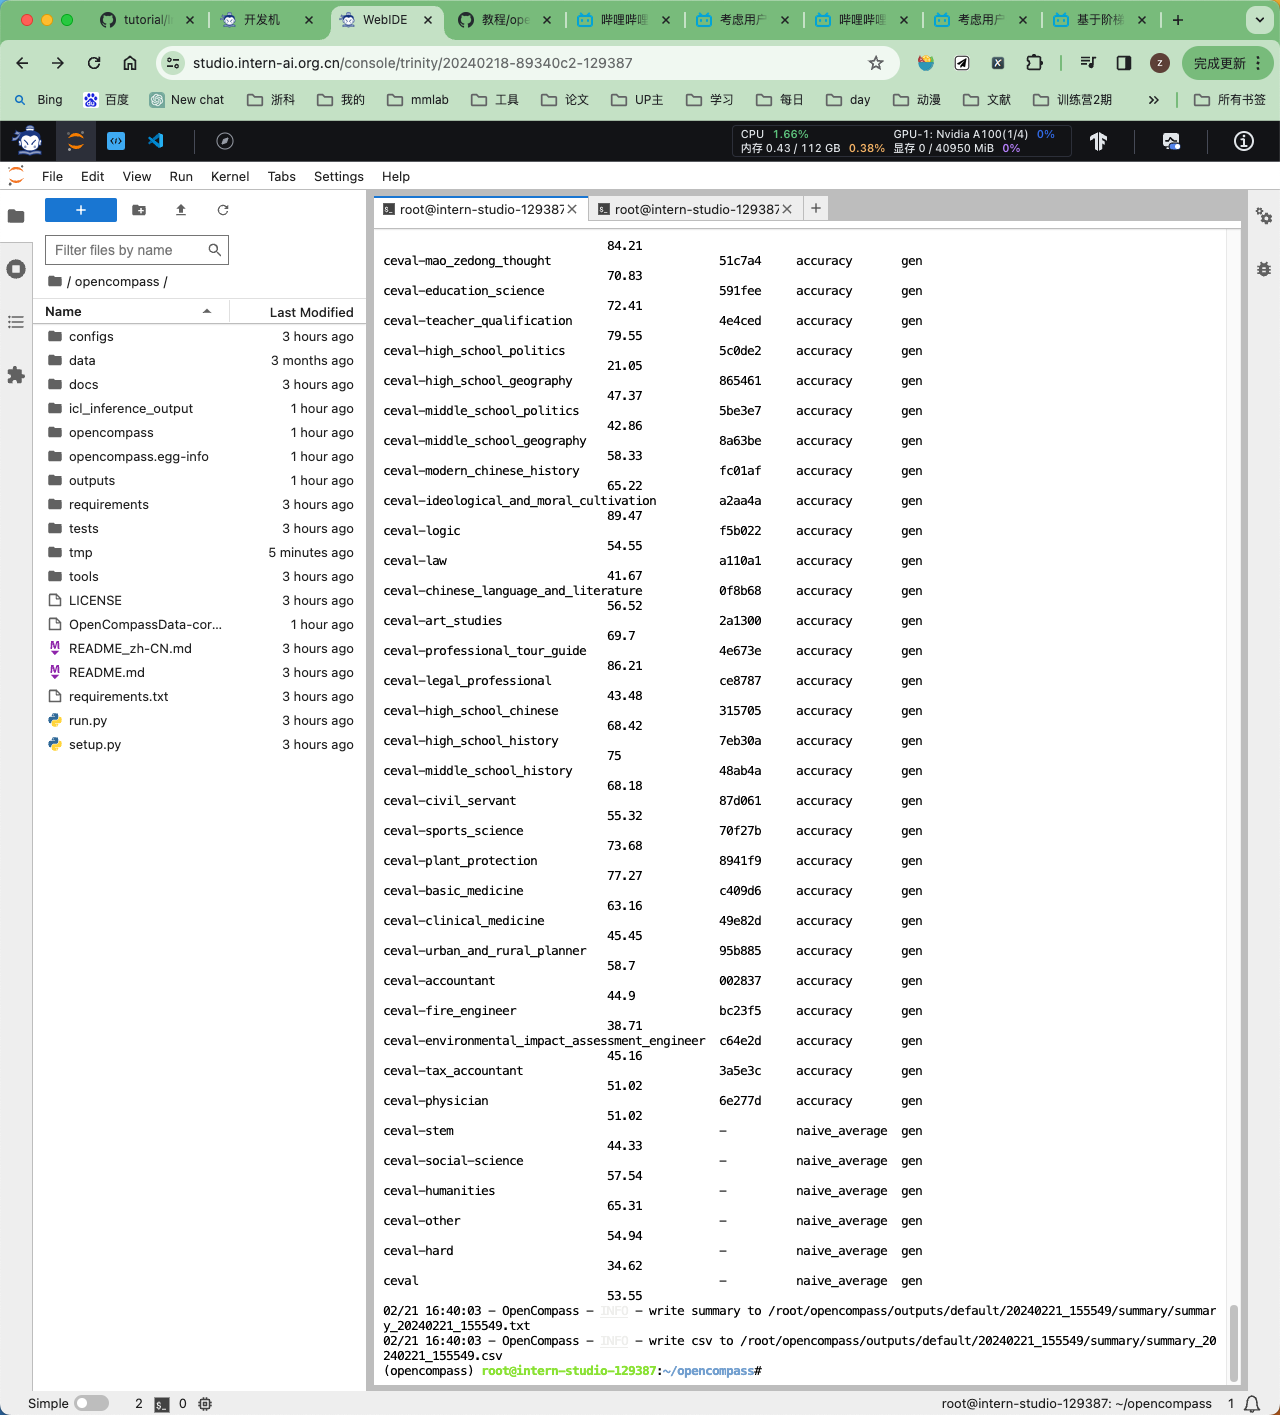 tutorial/l
开发机
WebIDE
教程/ope
哔哩哔哩
考虑用户
哔哩哔哩
考虑用户
基于阶梯
studio.intern-ai.org.cn/console/trinity/20240218-89340c2-129387
z
完成更新
Bing
百度
New chat
浙科
我的
mmlab
工具
论文
UP主
学习
每日
day
动漫
文献
训练营2期
»
所有书签
CPU 1.66% GPU-1: Nvidia A100(1/4) 0%
内存 0.43 / 112 GB 0.38% 显存 0 / 40950 MiB 0%
File Edit View Run Kernel Tabs Settings Help
root@intern-studio-129387
root@intern-studio-129387
Filter files by name
/ opencompass /
Name Last Modified
configs 3 hours ago
data 3 months ago
docs 3 hours ago
icl_inference_output 1 hour ago
opencompass 1 hour ago
opencompass.egg-info 1 hour ago
outputs 1 hour ago
requirements 3 hours ago
tests 3 hours ago
tmp 5 minutes ago
tools 3 hours ago
LICENSE 3 hours ago
OpenCompassData-cor... 1 hour ago
README_zh-CN.md 3 hours ago
README.md 3 hours ago
requirements.txt 3 hours ago
run.py 3 hours ago
setup.py 3 hours ago
84.21
ceval-mao_zedong_thought 51c7a4 accuracy gen
70.83
ceval-education_science 591fee accuracy gen
72.41
ceval-teacher_qualification 4e4ced accuracy gen
79.55
ceval-high_school_politics 5c0de2 accuracy gen
21.05
ceval-high_school_geography 865461 accuracy gen
47.37
ceval-middle_school_politics 5be3e7 accuracy gen
42.86
ceval-middle_school_geography 8a63be accuracy gen
58.33
ceval-modern_chinese_history fc01af accuracy gen
65.22
ceval-ideological_and_moral_cultivation a2aa4a accuracy gen
89.47
ceval-logic f5b022 accuracy gen
54.55
ceval-law a110a1 accuracy gen
41.67
ceval-chinese_language_and_literature 0f8b68 accuracy gen
56.52
ceval-art_studies 2a1300 accuracy gen
69.7
ceval-professional_tour_guide 4e673e accuracy gen
86.21
ceval-legal_professional ce8787 accuracy gen
43.48
ceval-high_school_chinese 315705 accuracy gen
68.42
ceval-high_school_history 7eb30a accuracy gen
75
ceval-middle_school_history 48ab4a accuracy gen
68.18
ceval-civil_servant 87d061 accuracy gen
55.32
ceval-sports_science 70f27b accuracy gen
73.68
ceval-plant_protection 8941f9 accuracy gen
77.27
ceval-basic_medicine c409d6 accuracy gen
63.16
ceval-clinical_medicine 49e82d accuracy gen
45.45
ceval-urban_and_rural_planner 95b885 accuracy gen
58.7
ceval-accountant 002837 accuracy gen
44.9
ceval-fire_engineer bc23f5 accuracy gen
38.71
ceval-environmental_impact_assessment_engineer c64e2d accuracy gen
45.16
ceval-tax_accountant 3a5e3c accuracy gen
51.02
ceval-physician 6e277d accuracy gen
51.02
ceval-stem - naive_average gen
44.33
ceval-social-science - naive_average gen
57.54
ceval-humanities - naive_average gen
65.31
ceval-other - naive_average gen
54.94
ceval-hard - naive_average gen
34.62
ceval - naive_average gen
53.55
02/21 16:40:03 - OpenCompass - INFO - write summary to /root/opencompass/outputs/default/20240221_155549/summary/summar
y_20240221_155549.txt
02/21 16:40:03 - OpenCompass - INFO - write csv to /root/opencompass/outputs/default/20240221_155549/summary/summary_20
240221_155549.csv
(opencompass) root@intern-studio-129387:~/opencompass#
Simple 2 0 root@intern-studio-129387: ~/opencompass 1